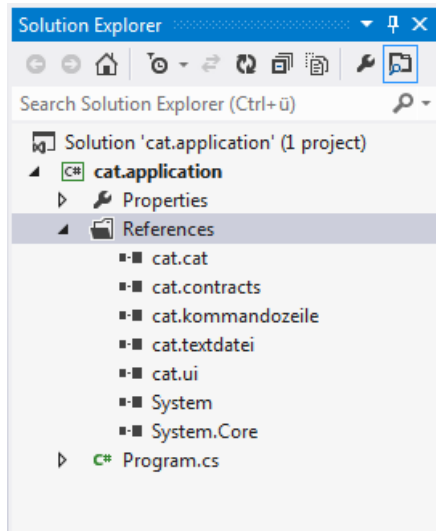 Solution Explorer
Search Solution Explorer (Ctrl+ü)
Solution 'cat.application' (1 project)
C# cat.application
Properties
References
cat.cat
cat.contracts
cat.kommandozeile
cat.textdatei
cat.ui
System
System.Core
C# Program.cs